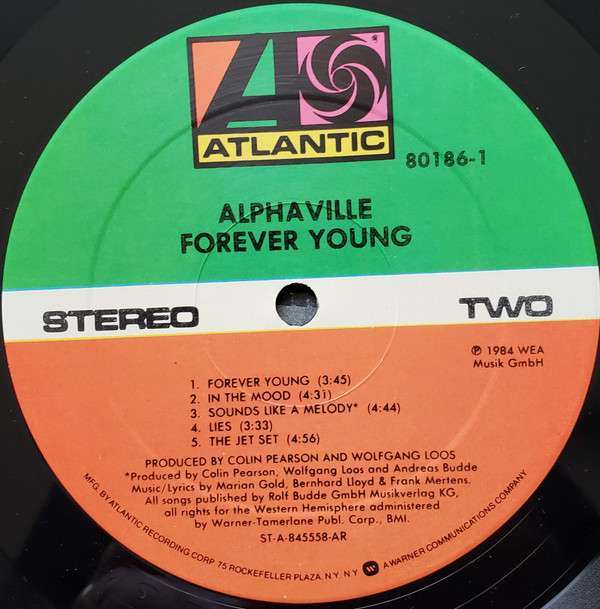 ATLANTIC
80186-1
ALPHAVILLE
FOREVER YOUNG
STEREO
TWO
℗ 1984 WEA
Musik GmbH
1. FOREVER YOUNG (3:45)
2. IN THE MOOD (4:31)
3. SOUNDS LIKE A MELODY* (4:44)
4. LIES (3:33)
5. THE JET SET (4:56)
PRODUCED BY COLIN PEARSON AND WOLFGANG LOOS
*Produced by Colin Pearson, Wolfgang Loos and Andreas Budde
Music/Lyrics by Marian Gold, Bernhard Lloyd & Frank Mertens.
All songs published by Rolf Budde GmbH Musikverlag KG,
all rights for the Western Hemisphere administered
by Warner-Tamerlane Publ. Corp., BMI.
ST-A-845558-AR
MFG. BY ATLANTIC RECORDING CORP. 75 ROCKEFELLER PLAZA, N.Y. N.Y. A WARNER COMMUNICATIONS COMPANY